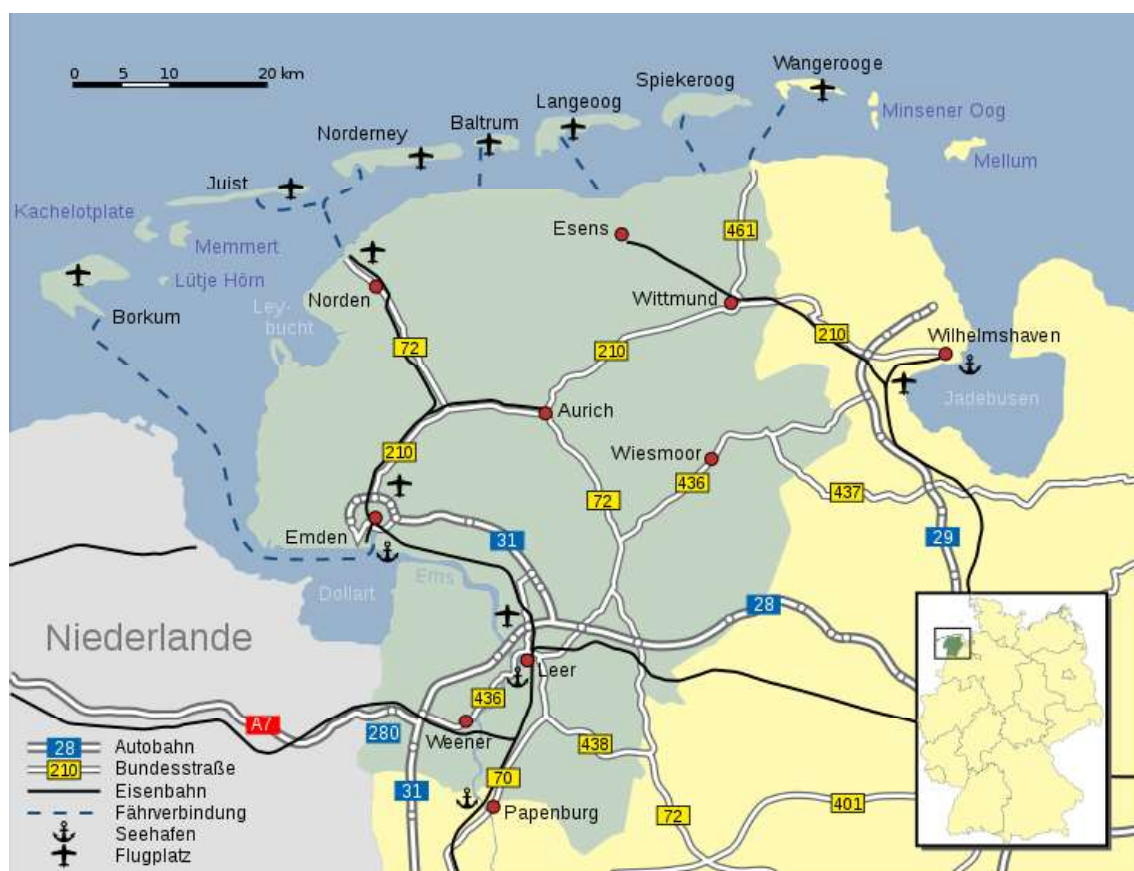 0 5 10 20 km
Wangerooge
Spiekeroog
Langeoog
Minsener Oog
Baltrum
Norderney
Mellum
Juist
Kachelotplate
Memmert
Esens
461
Lütje Hörn
Norden
Wittmund
Borkum
Ley-
bucht
210
Wilhelmshaven
72
210
Jadebusen
Aurich
210
Wiesmoor
436
437
72
Emden
31
29
Ems
Dollart
28
Niederlande
Leer
436
A7
280
Weener
438
28 Autobahn
210 Bundesstraße
70
Eisenbahn
31
401
Fährverbindung
Papenburg
72
Seehafen
Flugplatz